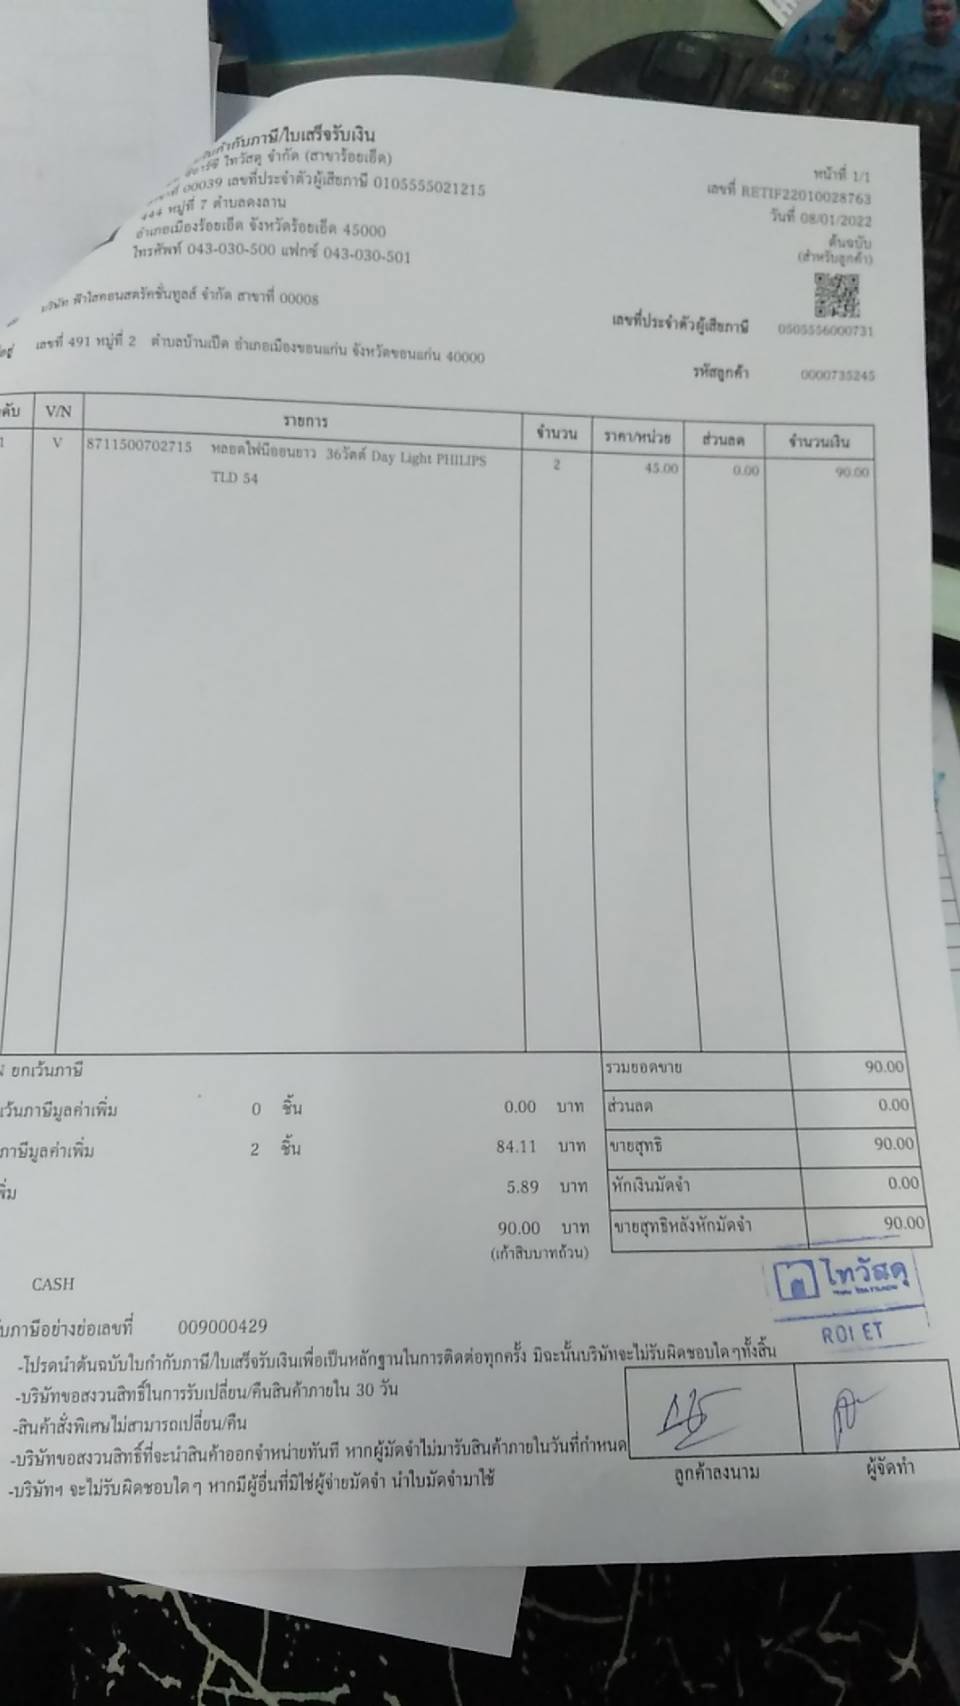 กำกับภาษี/ใบเสร็จรับเงิน
ไทวัสดุ จำกัด (สาขาร้อยเอ็ด)
00039 เลขที่ประจำตัวผู้เสียภาษี 0105555021215
444 หมู่ที่ 7 ตำบลดงลาน
อำเภอเมืองร้อยเอ็ด จังหวัดร้อยเอ็ด 45000
โทรศัพท์ 043-030-500 แฟกซ์ 043-030-501
หน้าที่ 1/1
เลขที่ RETIF22010028763
วันที่ 08/01/2022
ต้นฉบับ
(สำหรับลูกค้า)
บริษัท ฟ้าใสคอนสตรัคชั่นทูลส์ จำกัด สาขาที่ 00008
เลขที่ประจำตัวผู้เสียภาษี 0505556000731
เลขที่ 491 หมู่ที่ 2 ตำบลบ้านเป็ด อำเภอเมืองขอนแก่น จังหวัดขอนแก่น 40000
รหัสลูกค้า 0000735245
V/N รายการ จำนวน ราคา/หน่วย ส่วนลด จำนวนเงิน
1 V 8711500702715 หลอดไฟนีออนยาว 36วัตต์ Day Light PHILIPS 2 45.00 0.00 90.00
TLD 54
ยกเว้นภาษี รวมยอดขาย 90.00
เว้นภาษีมูลค่าเพิ่ม 0 ชิ้น 0.00 บาท ส่วนลด 0.00
ภาษีมูลค่าเพิ่ม 2 ชิ้น 84.11 บาท ขายสุทธิ 90.00
พิ่ม 5.89 บาท หักเงินมัดจำ 0.00
90.00 บาท ขายสุทธิหลังหักมัดจำ 90.00
(เก้าสิบบาทถ้วน)
CASH
ไทวัสดุ
ROI ET
ภาษีอย่างย่อเลขที่ 009000429
-โปรดนำต้นฉบับใบกำกับภาษี/ใบเสร็จรับเงินเพื่อเป็นหลักฐานในการติดต่อทุกครั้ง มิฉะนั้นบริษัทจะไม่รับผิดชอบใดๆทั้งสิ้น
-บริษัทขอสงวนสิทธิ์ในการรับเปลี่ยน/คืนสินค้าภายใน 30 วัน
-สินค้าสั่งพิเศษไม่สามารถเปลี่ยน/คืน
-บริษัทขอสงวนสิทธิ์ที่จะนำสินค้าออกจำหน่ายทันที หากผู้มัดจำไม่มารับสินค้าภายในวันที่กำหนด
-บริษัทฯ จะไม่รับผิดชอบใดๆ หากมีผู้อื่นที่มิใช่ผู้จ่ายมัดจำ นำใบมัดจำมาใช้
ลูกค้าลงนาม ผู้จัดทำ